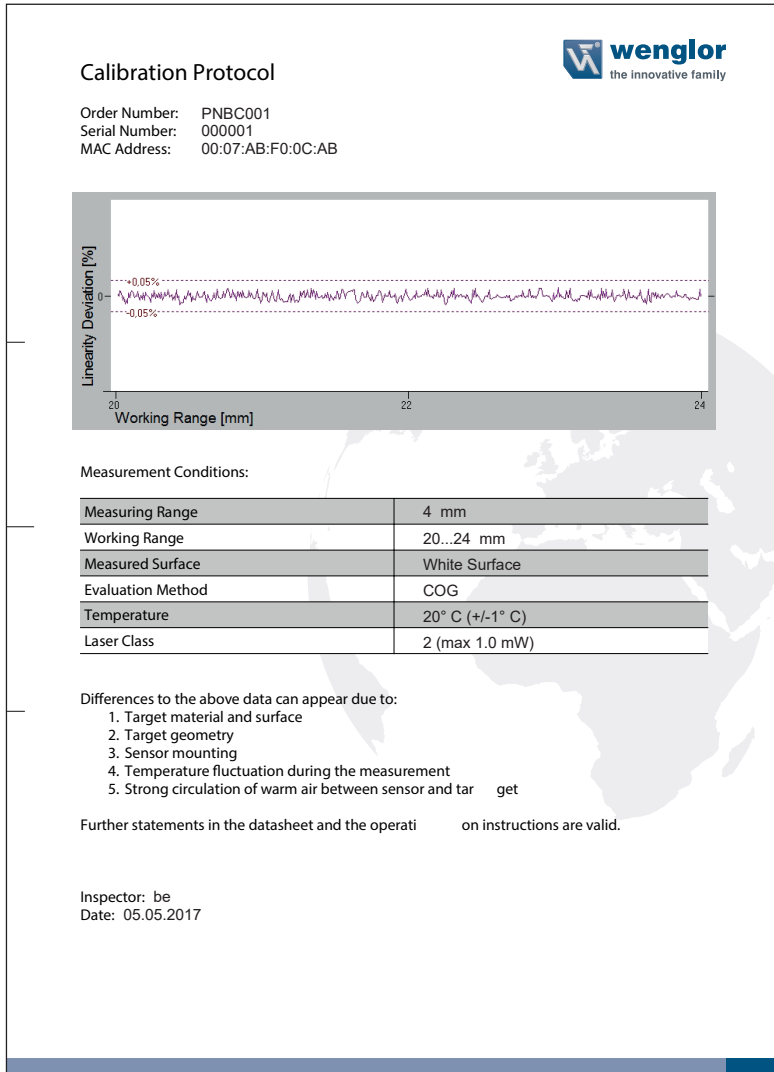 wenglor
the innovative family
Calibration Protocol
Order Number: PNBC001
Serial Number: 000001
MAC Address: 00:07:AB:F0:0C:AB
Linearity Deviation [%]
+0,05%
0
-0,05%
20 22 24
Working Range [mm]
Measurement Conditions:
Measuring Range 4 mm
Working Range 20...24 mm
Measured Surface White Surface
Evaluation Method COG
Temperature 20° C (+/-1° C)
Laser Class 2 (max 1.0 mW)
Differences to the above data can appear due to:
1. Target material and surface
2. Target geometry
3. Sensor mounting
4. Temperature fluctuation during the measurement
5. Strong circulation of warm air between sensor and tar get
Further statements in the datasheet and the operati on instructions are valid.
Inspector: be
Date: 05.05.2017